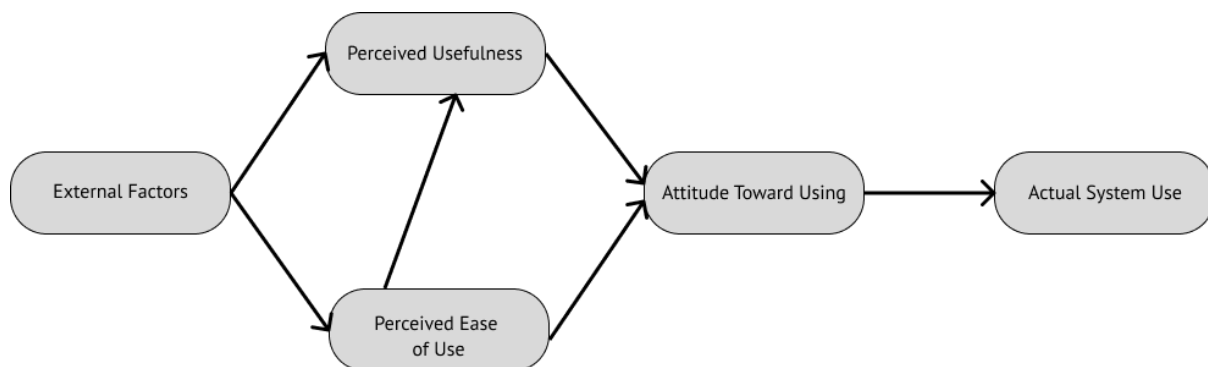 Perceived Usefulness
External Factors
Attitude Toward Using
Actual System Use
Perceived Ease
of Use